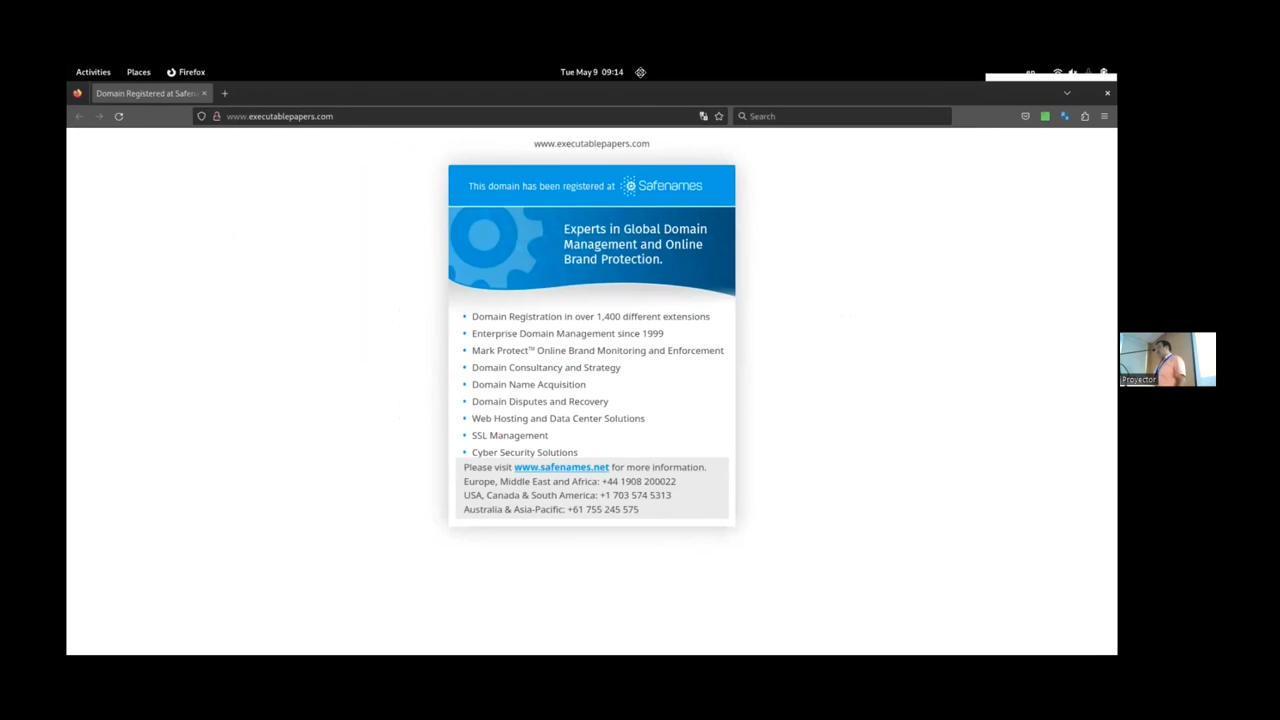 Activities Places Firefox Tue May 9 09:14
Domain Registered at Safen
www.executablepapers.com Search
www.executablepapers.com
This domain has been registered at Safenames
Experts in Global Domain
Management and Online
Brand Protection.
• Domain Registration in over 1,400 different extensions
• Enterprise Domain Management since 1999
• Mark Protect™ Online Brand Monitoring and Enforcement
• Domain Consultancy and Strategy
• Domain Name Acquisition
• Domain Disputes and Recovery
• Web Hosting and Data Center Solutions
• SSL Management
• Cyber Security Solutions
Please visit www.safenames.net for more information.
Europe, Middle East and Africa: +44 1908 200022
USA, Canada & South America: +1 703 574 5313
Australia & Asia-Pacific: +61 755 245 575
Proyector